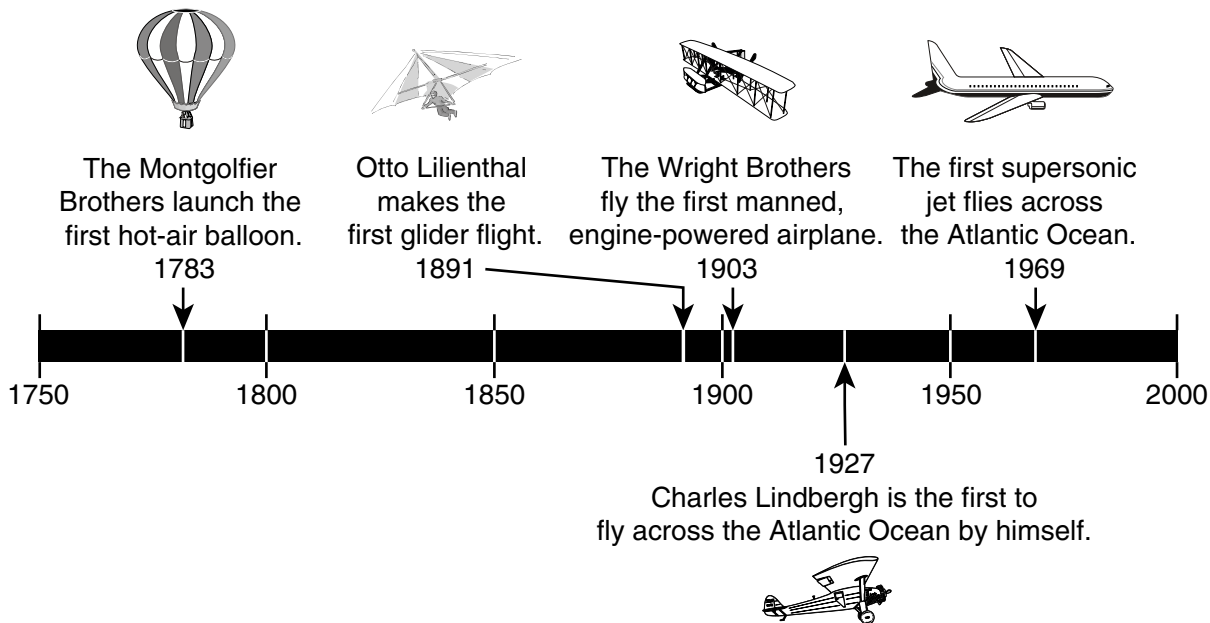 The Montgolfier
Brothers launch the
first hot-air balloon.
1783
Otto Lilienthal
makes the
first glider flight.
1891
The Wright Brothers
fly the first manned,
engine-powered airplane.
1903
The first supersonic
jet flies across
the Atlantic Ocean.
1969
1750
1800
1850
1900
1950
2000
1927
Charles Lindbergh is the first to
fly across the Atlantic Ocean by himself.